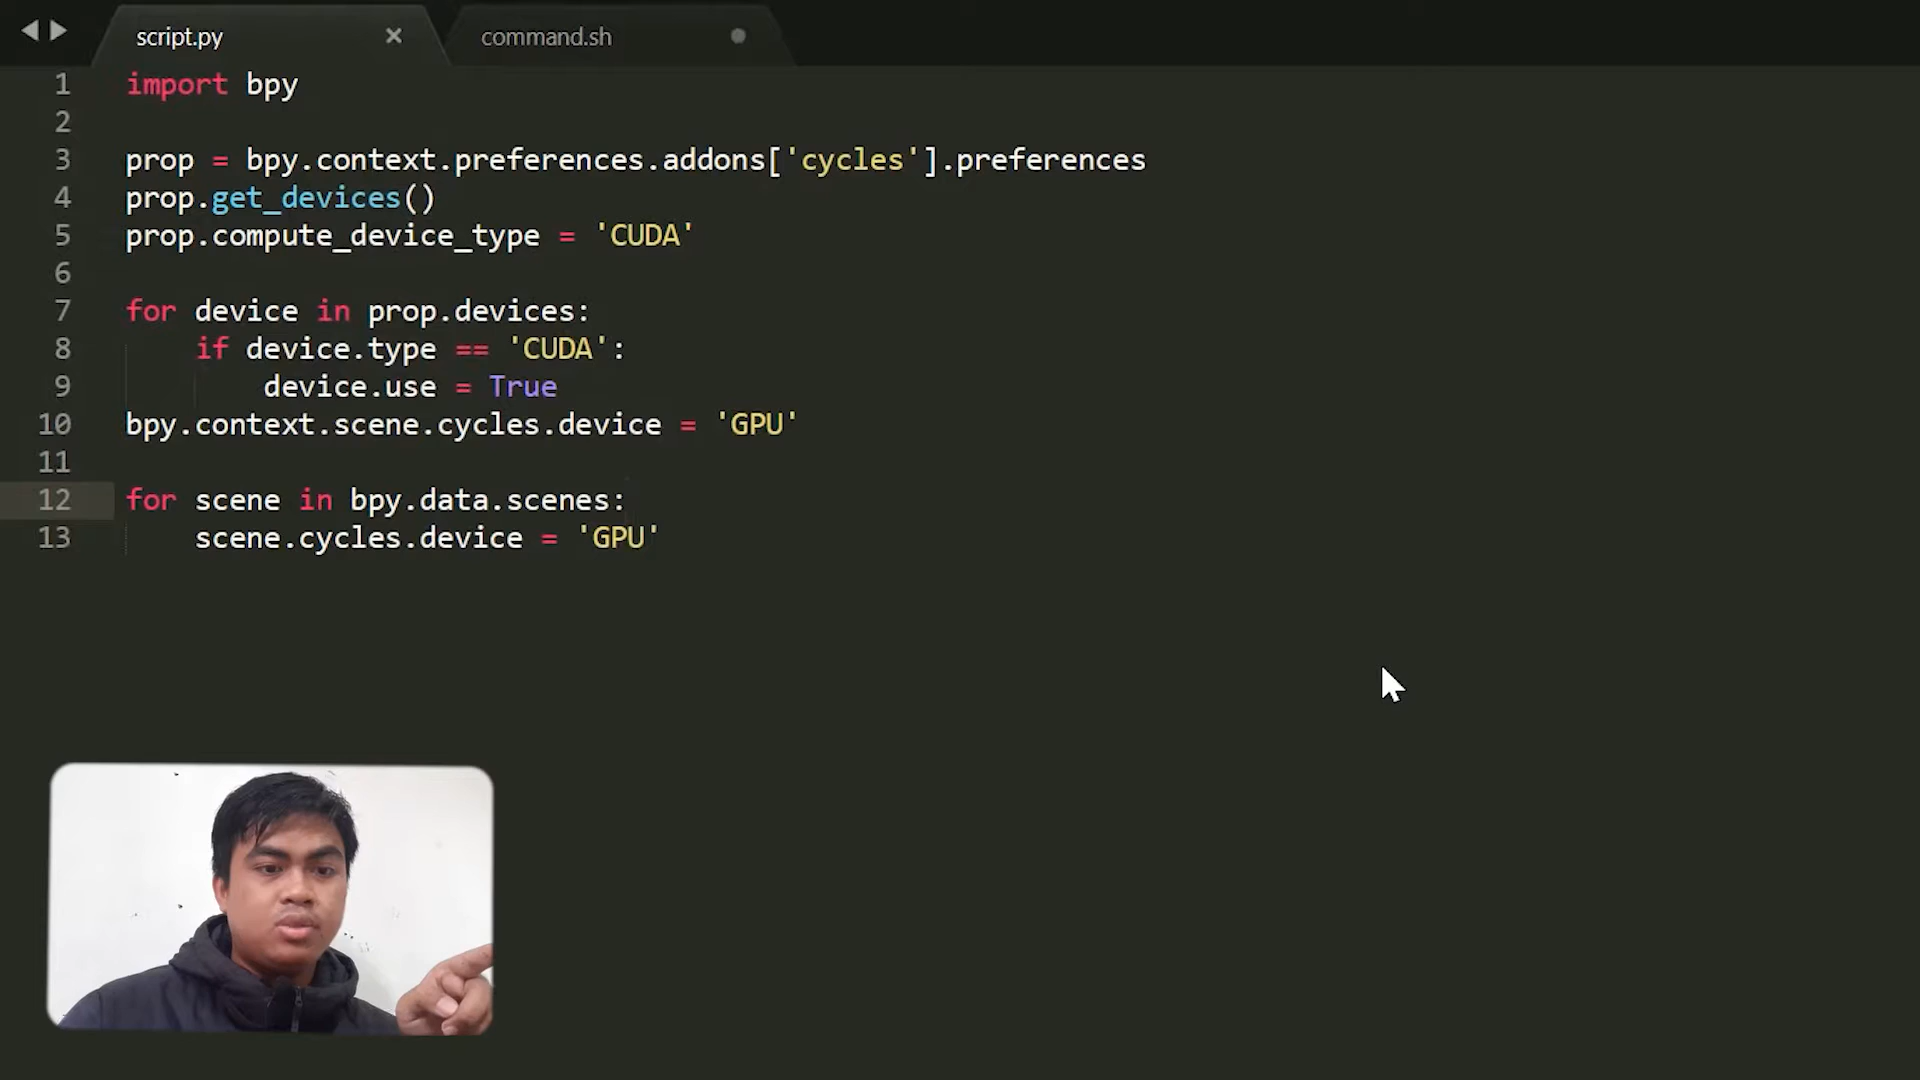 script.py
command.sh
1 import bpy
2
3 prop = bpy.context.preferences.addons['cycles'].preferences
4 prop.get_devices()
5 prop.compute_device_type = 'CUDA'
6
7 for device in prop.devices:
8     if device.type == 'CUDA':
9         device.use = True
10 bpy.context.scene.cycles.device = 'GPU'
11
12 for scene in bpy.data.scenes:
13     scene.cycles.device = 'GPU'